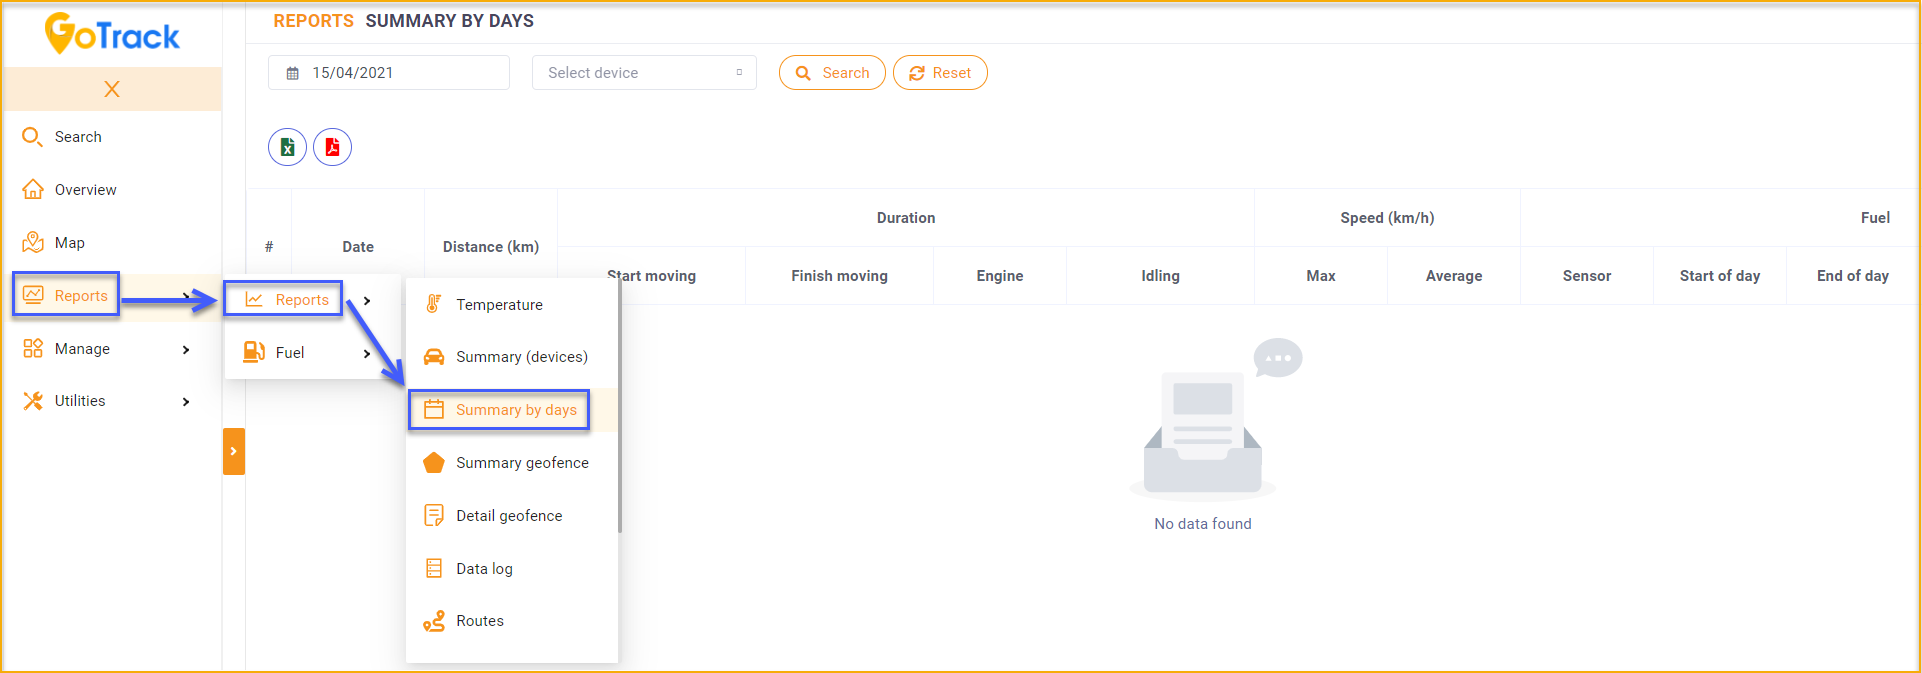 GoTrack
REPORTS SUMMARY BY DAYS
15/04/2021
Select device
Search
Reset
X
Search
Overview
Map
Reports
Manage
Utilities
Reports
Fuel
Temperature
Summary (devices)
Summary by days
Summary geofence
Detail geofence
Data log
Routes
#
Date
Distance (km)
Duration
Speed (km/h)
Fuel
Start moving
Finish moving
Engine
Idling
Max
Average
Sensor
Start of day
End of day
No data found